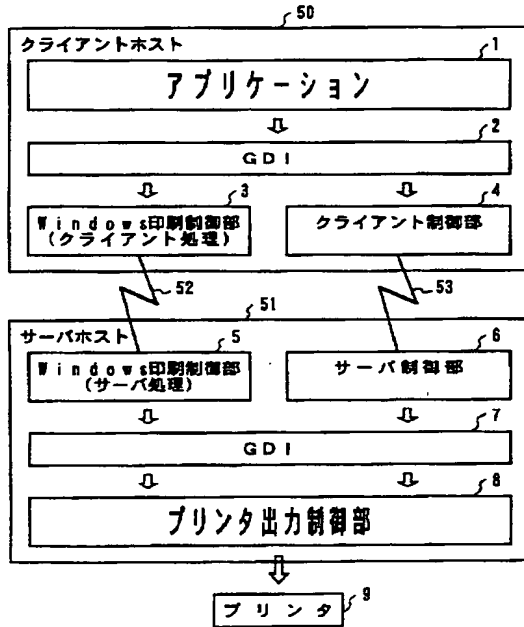 50
クライアントホスト
1
アプリケーション
2
GDI
3
4
Windows印刷制御部
(クライアント処理)
クライアント制御部
52
53
51
サーバホスト
5
6
Windows印刷制御部
(サーバ処理)
サーバ制御部
7
GDI
8
プリンタ出力制御部
プリンタ
9